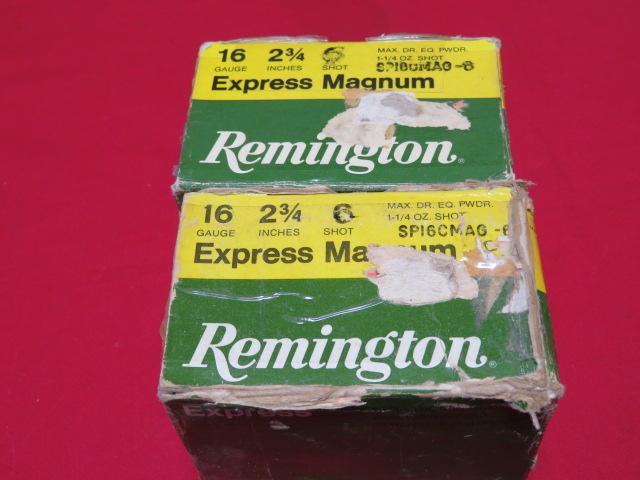 16 2¾
GAUGE INCHES SHOT
MAX. DR. EQ. PWDR.
1-1/4 OZ. SHOT
Express Magnum
Remington®
16 2¾ 6
GAUGE INCHES SHOT
MAX. DR. EQ. PWDR.
1-1/4 OZ. SHOT
SP16CMAG -6
Express Magnum
Remington®
Express